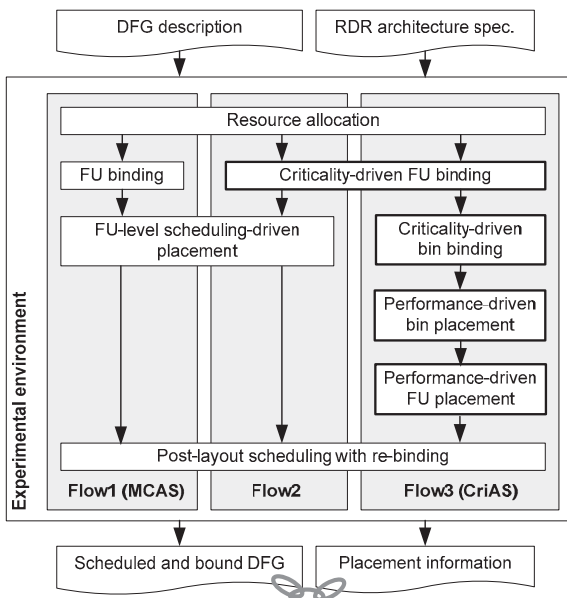 DFG description
RDR architecture spec.
Resource allocation
FU binding
Criticality-driven FU binding
FU-level scheduling-driven
placement
Criticality-driven
bin binding
Performance-driven
bin placement
Performance-driven
FU placement
Post-layout scheduling with re-binding
Flow1 (MCAS)
Flow2
Flow3 (CriAS)
Experimental environment
Scheduled and bound DFG
Placement information